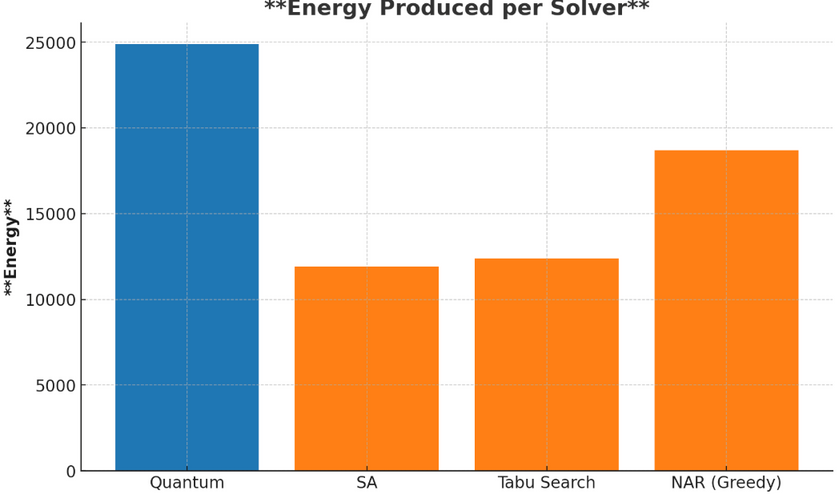 **Energy Produced per Solver**
**Energy**
25000
20000
15000
10000
5000
0
Quantum SA Tabu Search NAR (Greedy)